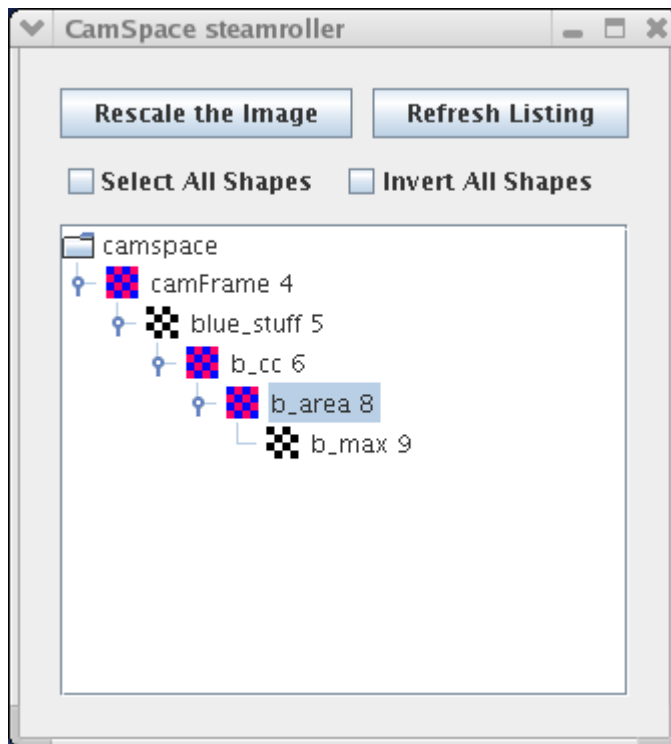 CamSpace steamroller
Rescale the Image Refresh Listing
Select All Shapes Invert All Shapes
camspace
camFrame 4
blue_stuff 5
b_cc 6
b_area 8
b_max 9